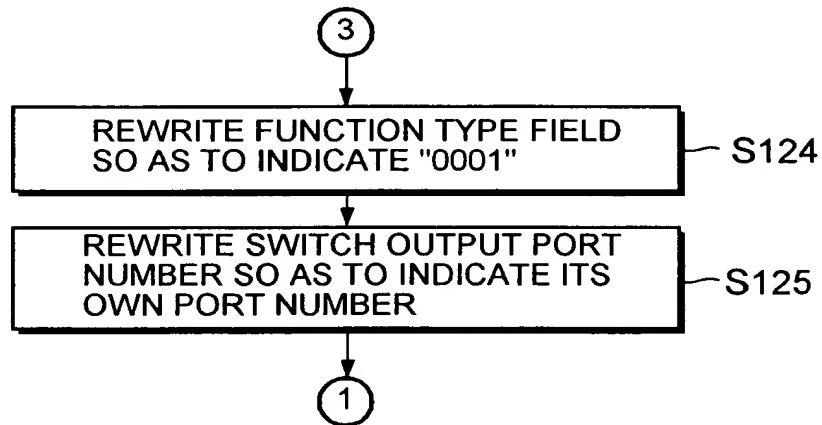 3
REWRITE FUNCTION TYPE FIELD
SO AS TO INDICATE "0001"
S124
REWRITE SWITCH OUTPUT PORT
NUMBER SO AS TO INDICATE ITS
OWN PORT NUMBER
S125
1